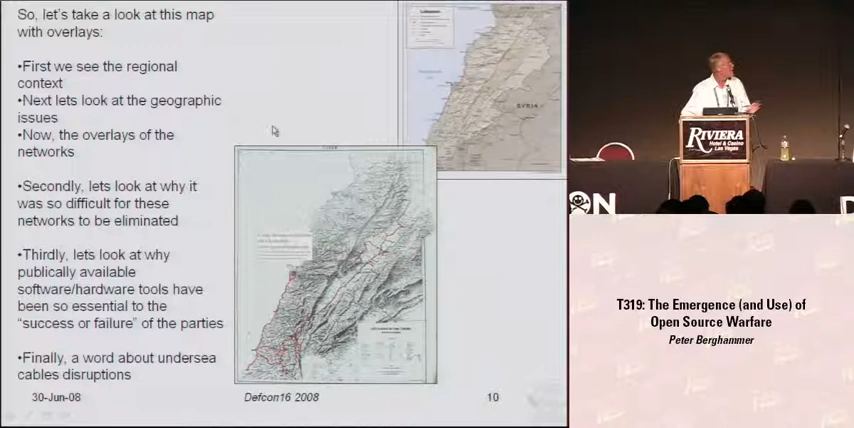 So, let's take a look at this map
with overlays:
•First we see the regional
context
•Next lets look at the geographic
issues
•Now, the overlays of the
networks
•Secondly, lets look at why it
was so difficult for these
networks to be eliminated
•Thirdly, lets look at why
publically available
software/hardware tools have
been so essential to the
"success or failure" of the parties
•Finally, a word about undersea
cables disruptions
30-Jun-08
Defcon16 2008
10
SYRIA
RIVIERA
Hotel & Casino
Las Vegas
ON
D
T319: The Emergence (and Use) of
Open Source Warfare
Peter Berghammer